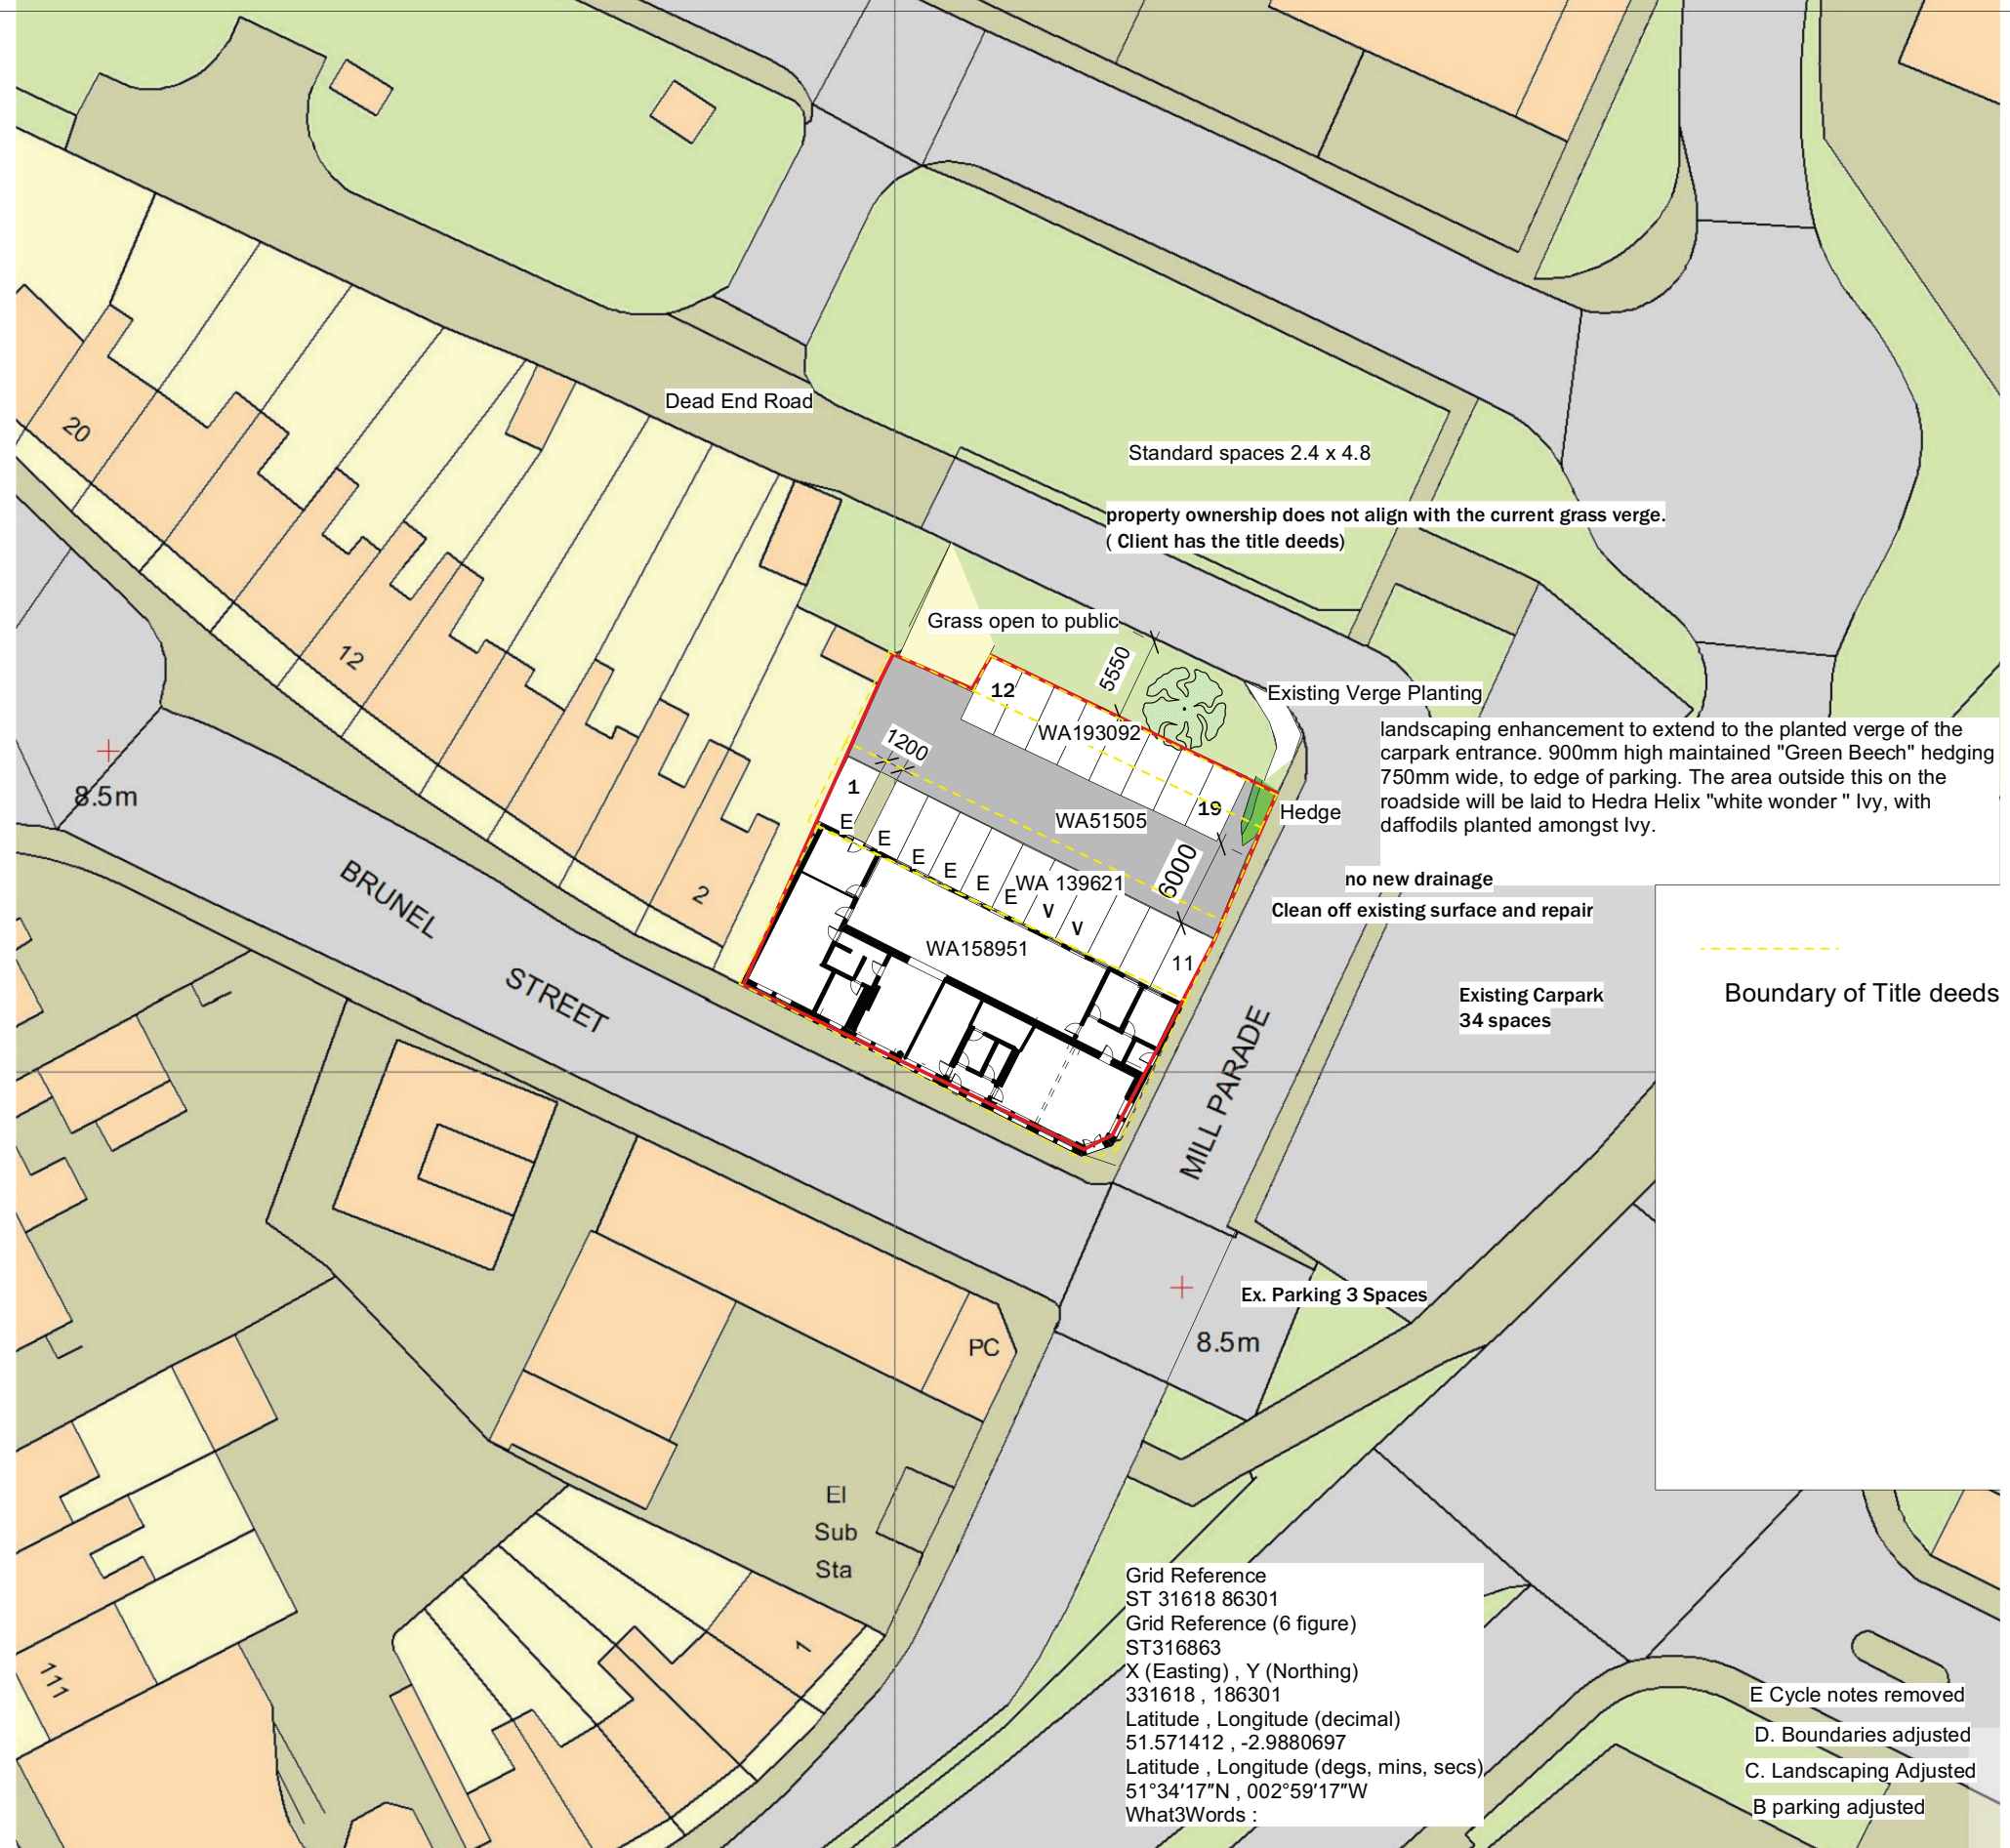 Dead End Road
Standard spaces 2.4 x 4.8
property ownership does not align with the current grass verge.
( Client has the title deeds)
20
12
2
Grass open to public
5550
12
Existing Verge Planting
WA193092
landscaping enhancement to extend to the planted verge of the
carpark entrance. 900mm high maintained "Green Beech" hedging
750mm wide, to edge of parking. The area outside this on the
roadside will be laid to Hedra Helix "white wonder " Ivy, with
daffodils planted amongst Ivy.
1200
8.5m
1
19
Hedge
WA51505
E
E
E
E
E
E
V
V
WA 139621
6000
no new drainage
Clean off existing surface and repair
WA158951
11
BRUNEL
STREET
Boundary of Title deeds
Existing Carpark
34 spaces
MILL PARADE
Ex. Parking 3 Spaces
8.5m
PC
El
Sub
Sta
1
111
Grid Reference
ST 31618 86301
Grid Reference (6 figure)
ST316863
X (Easting) , Y (Northing)
331618 , 186301
Latitude , Longitude (decimal)
51.571412 , -2.9880697
Latitude , Longitude (degs, mins, secs)
51°34′17″N , 002°59′17″W
What3Words :
E Cycle notes removed
D. Boundaries adjusted
C. Landscaping Adjusted
B parking adjusted